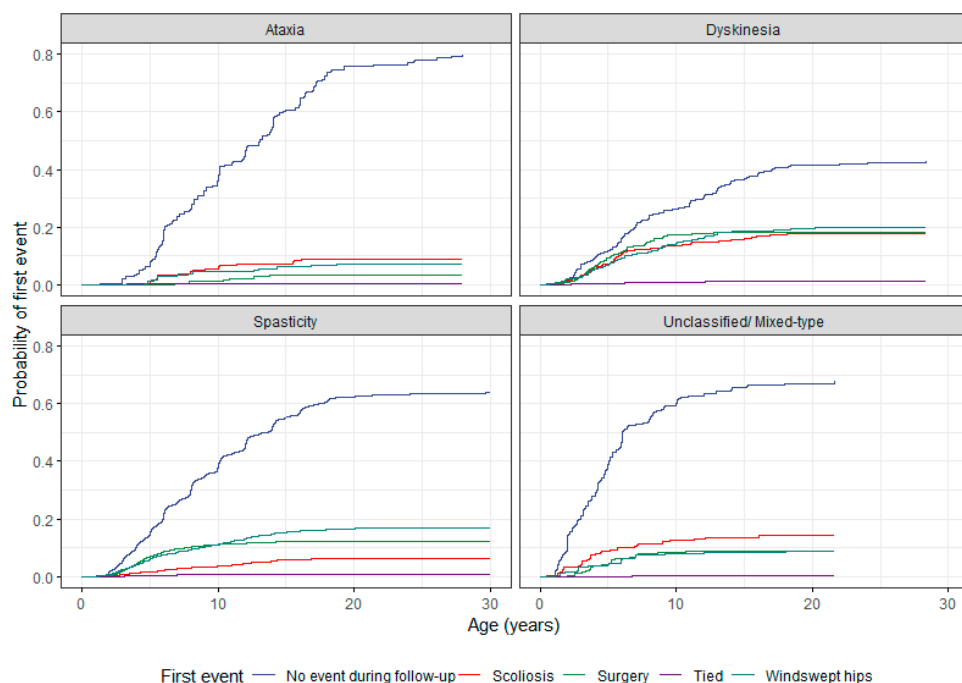 Ataxia
Dyskinesia
0.8
0.6
0.4
0.2
0.0
Spasticity
Unclassified/ Mixed-type
0.8
0.6
0.4
0.2
0.0
0 10 20 30 0 10 20 30
Probability of first event
Age (years)
First event No event during follow-up Scoliosis Surgery Tied Windswept hips